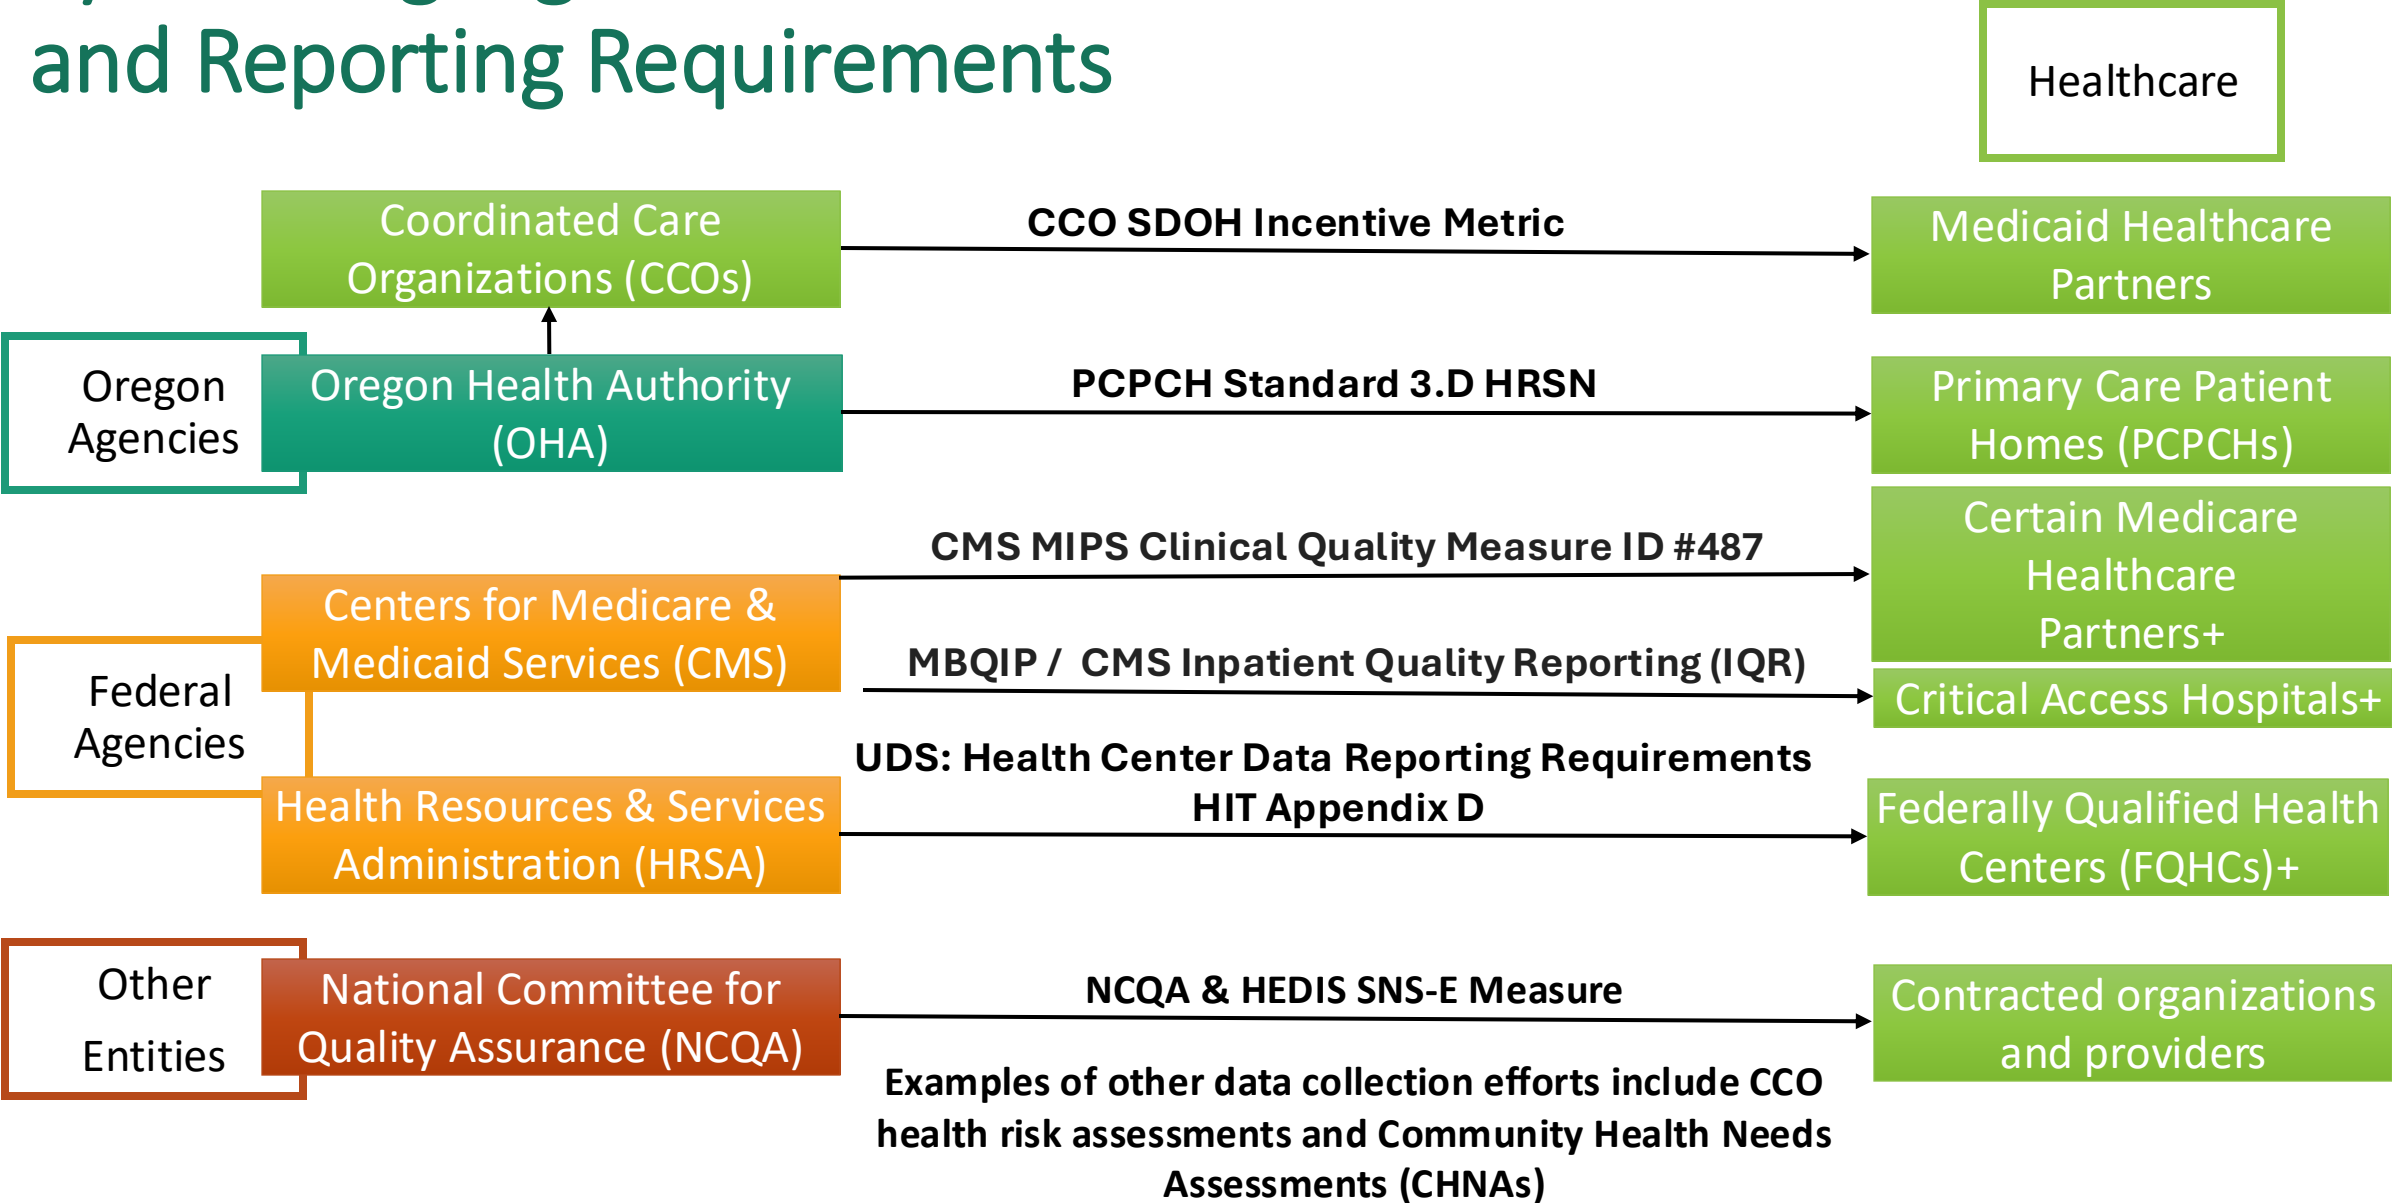 and Reporting Requirements
Healthcare
Coordinated Care
Organizations (CCOs)
CCO SDOH Incentive Metric
Medicaid Healthcare
Partners
Oregon
Agencies
Oregon Health Authority
(OHA)
PCPCH Standard 3.D HRSN
Primary Care Patient
Homes (PCPCHs)
CMS MIPS Clinical Quality Measure ID #487
Certain Medicare
Healthcare
Partners+
Federal
Agencies
Centers for Medicare &
Medicaid Services (CMS)
MBQIP / CMS Inpatient Quality Reporting (IQR)
Critical Access Hospitals+
Health Resources & Services
Administration (HRSA)
UDS: Health Center Data Reporting Requirements
HIT Appendix D
Federally Qualified Health
Centers (FQHCs)+
Other
Entities
National Committee for
Quality Assurance (NCQA)
NCQA & HEDIS SNS-E Measure
Contracted organizations
and providers
Examples of other data collection efforts include CCO
health risk assessments and Community Health Needs
Assessments (CHNAs)